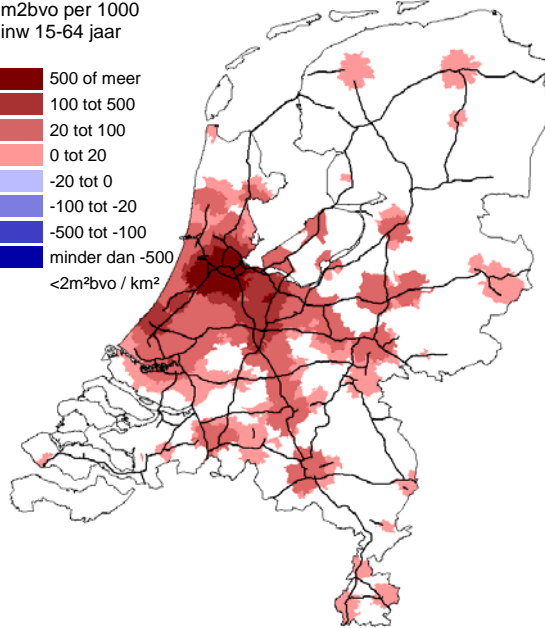 m2bvo per 1000
inw 15-64 jaar
500 of meer
100 tot 500
20 tot 100
0 tot 20
-20 tot 0
-100 tot -20
-500 tot -100
minder dan -500
<2m²bvo / km²